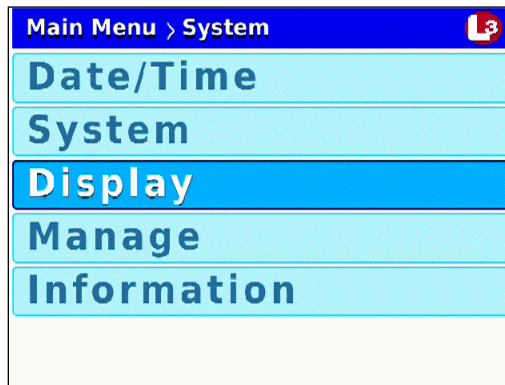 Main Menu > System
L3
Date/Time
System
Display
Manage
Information